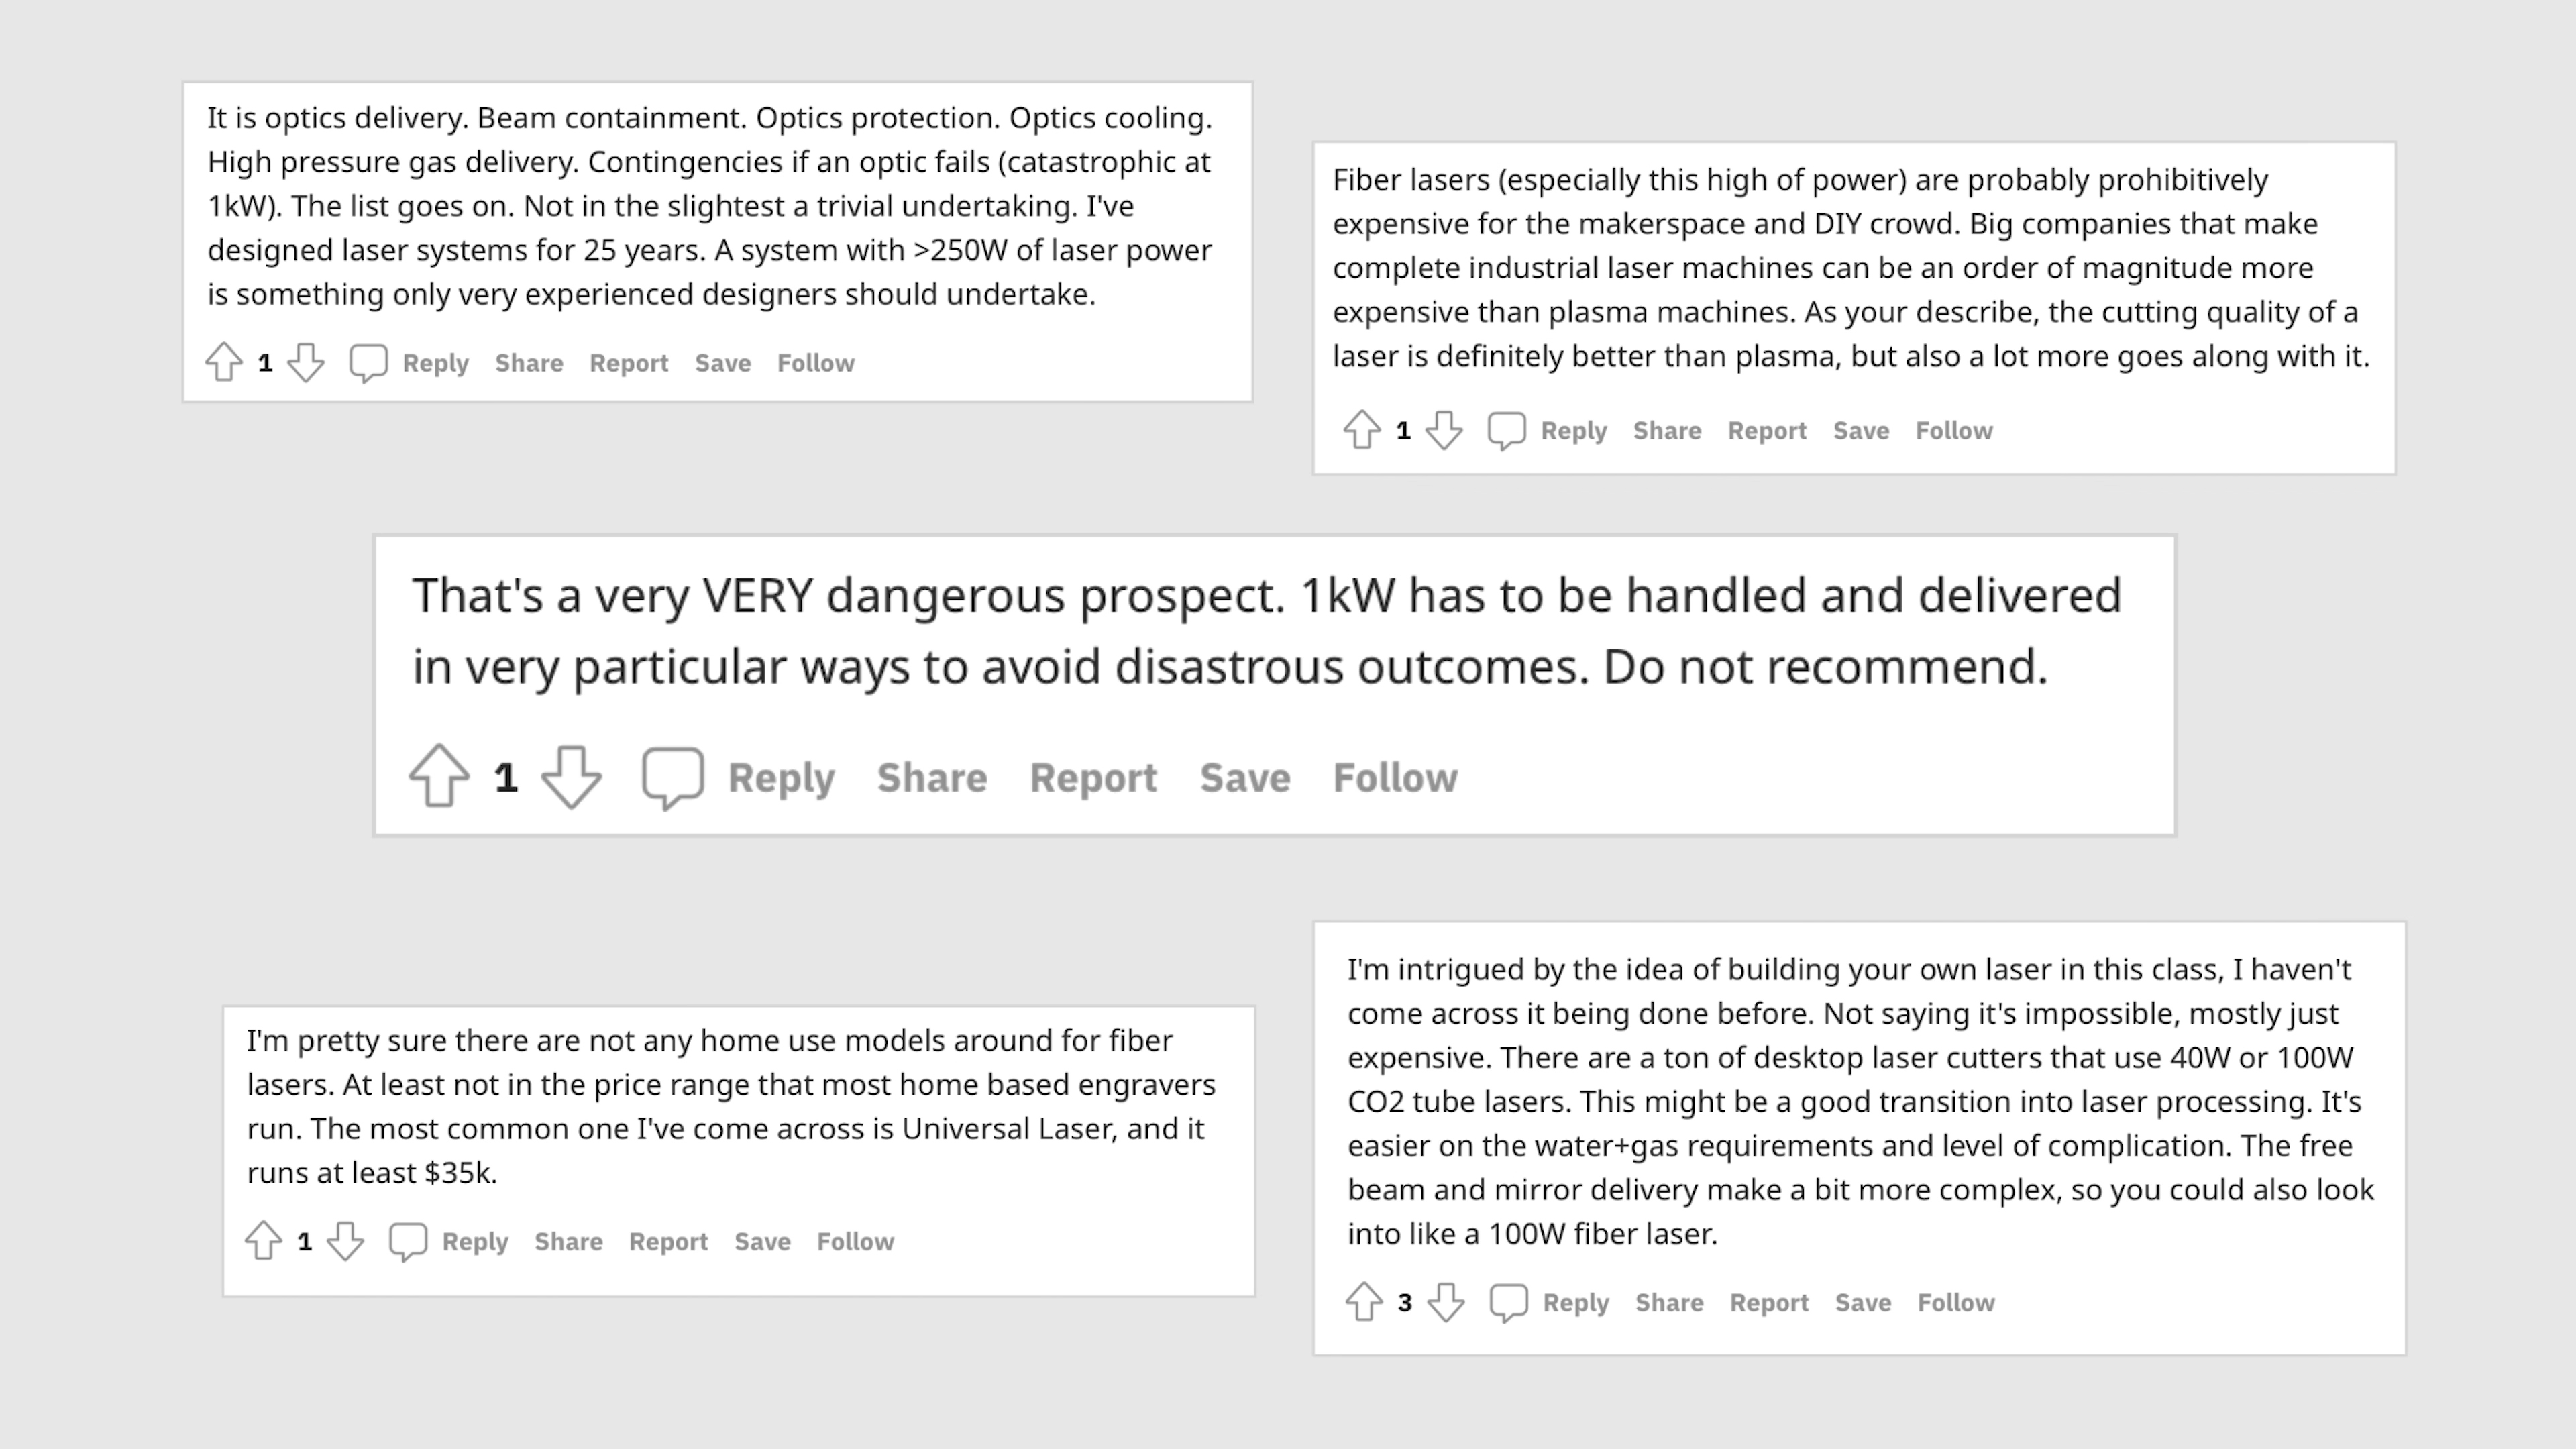 It is optics delivery. Beam containment. Optics protection. Optics cooling.
High pressure gas delivery. Contingencies if an optic fails (catastrophic at
1kW). The list goes on. Not in the slightest a trivial undertaking. I've
designed laser systems for 25 years. A system with >250W of laser power
is something only very experienced designers should undertake.
1 Reply Share Report Save Follow
Fiber lasers (especially this high of power) are probably prohibitively
expensive for the makerspace and DIY crowd. Big companies that make
complete industrial laser machines can be an order of magnitude more
expensive than plasma machines. As your describe, the cutting quality of a
laser is definitely better than plasma, but also a lot more goes along with it.
1 Reply Share Report Save Follow
That's a very VERY dangerous prospect. 1kW has to be handled and delivered
in very particular ways to avoid disastrous outcomes. Do not recommend.
1 Reply Share Report Save Follow
I'm pretty sure there are not any home use models around for fiber
lasers. At least not in the price range that most home based engravers
run. The most common one I've come across is Universal Laser, and it
runs at least $35k.
1 Reply Share Report Save Follow
I'm intrigued by the idea of building your own laser in this class, I haven't
come across it being done before. Not saying it's impossible, mostly just
expensive. There are a ton of desktop laser cutters that use 40W or 100W
CO2 tube lasers. This might be a good transition into laser processing. It's
easier on the water+gas requirements and level of complication. The free
beam and mirror delivery make a bit more complex, so you could also look
into like a 100W fiber laser.
3 Reply Share Report Save Follow